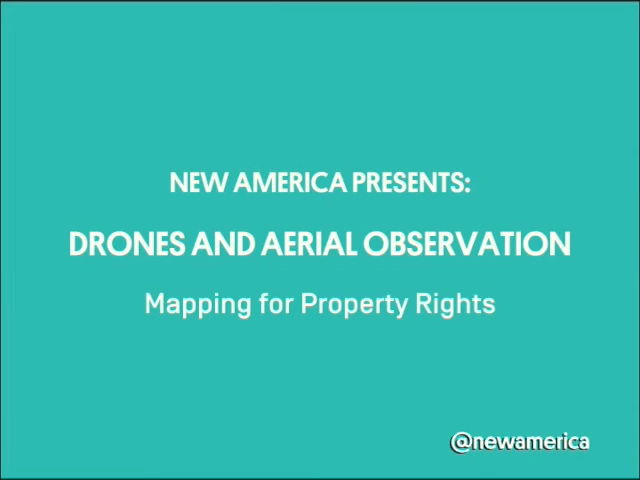 NEW AMERICA PRESENTS:
DRONES AND AERIAL OBSERVATION
Mapping for Property Rights
@newamerica